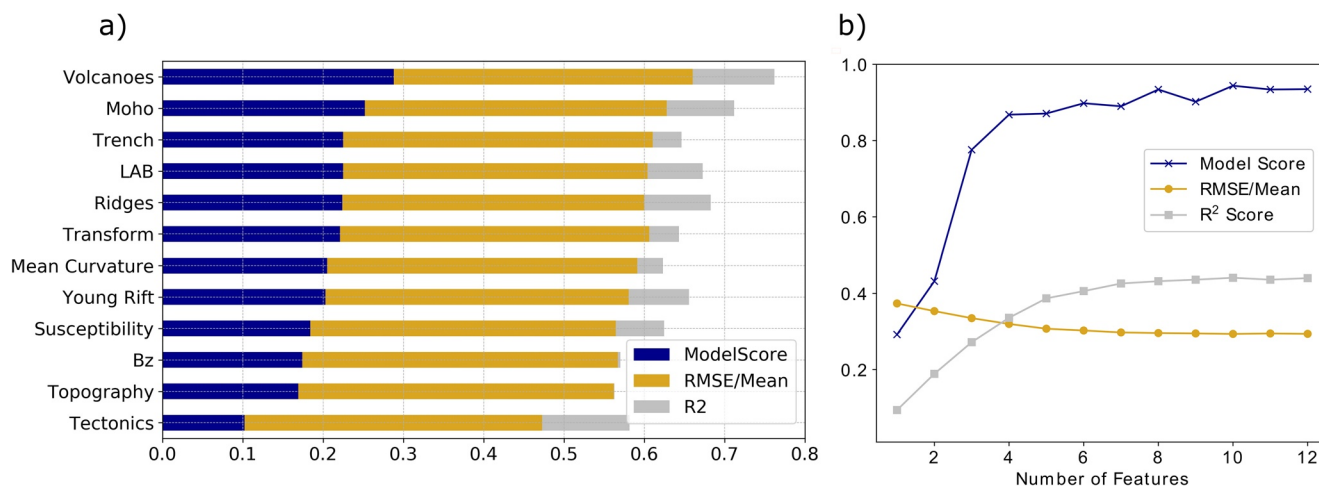 a)
Volcanoes
Moho
Trench
LAB
Ridges
Transform
Mean Curvature
Young Rift
Susceptibility
Bz
Topography
Tectonics
ModelScore
RMSE/Mean
R2
0.0 0.1 0.2 0.3 0.4 0.5 0.6 0.7 0.8
b)
1.0
0.8
0.6
0.4
0.2
Model Score
RMSE/Mean
R² Score
2 4 6 8 10 12
Number of Features